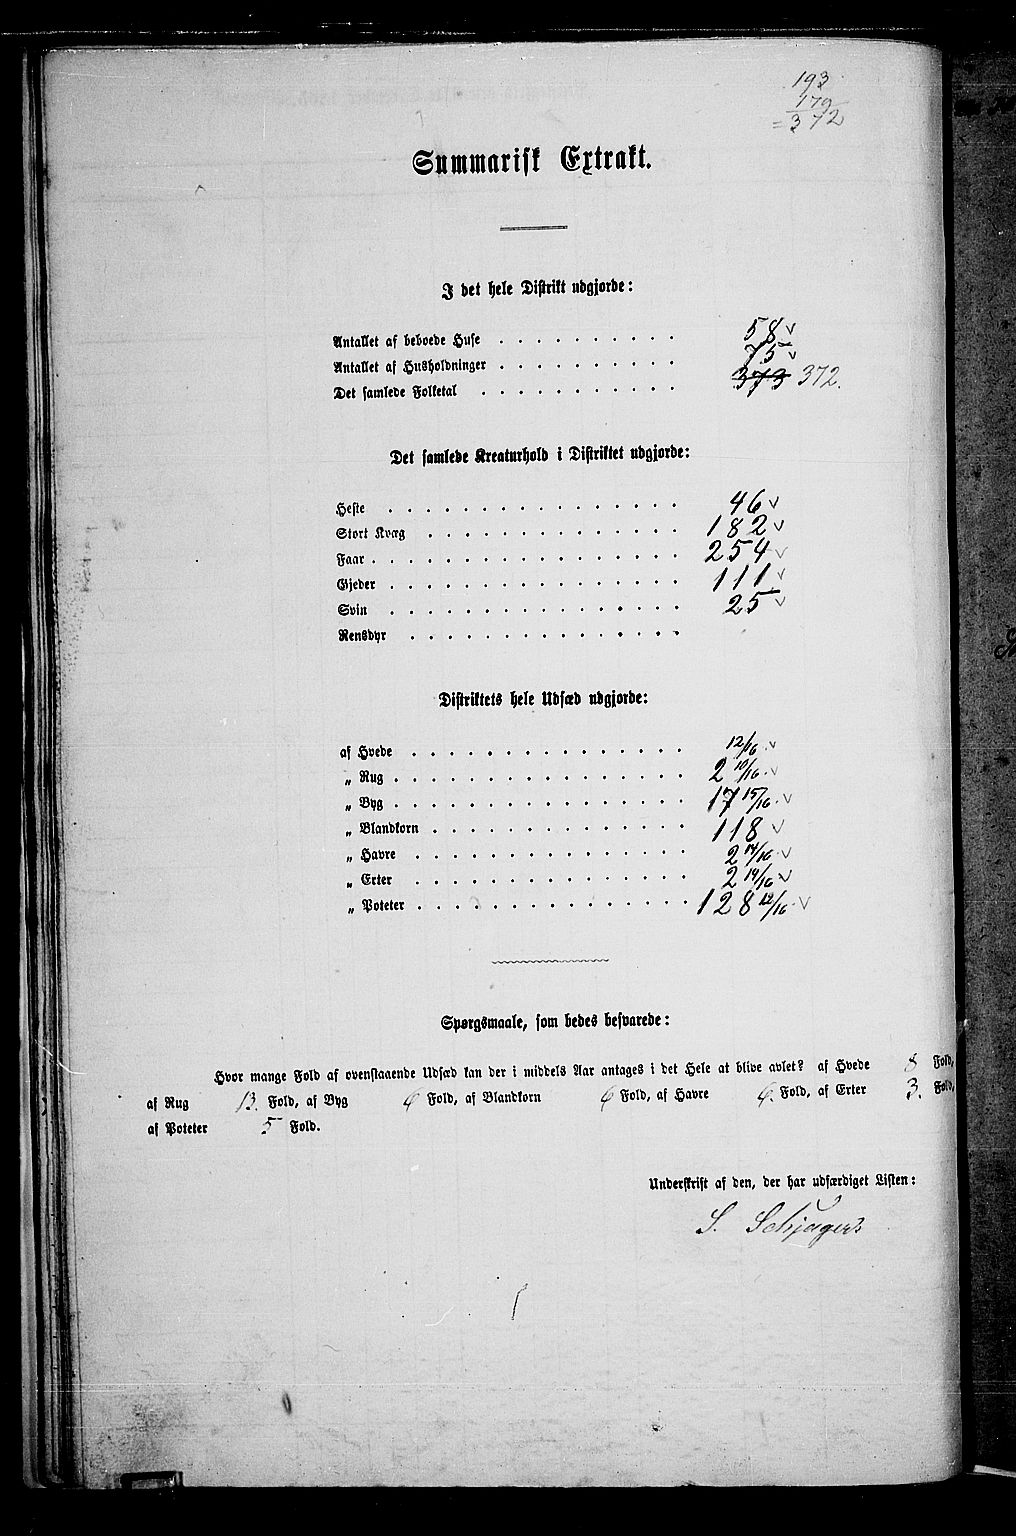 193
179
= 372
Summarisk Extrakt.
I det hele Distrikt udgjorde:
Antallet af beboede Huse . . . . . . . . . . 58 v
Antallet af Husholdninger . . . . . . . . . . 75 v
Det samlede Folketal . . . . . . . . . . 373 372.
Det samlede Kreaturhold i Distriktet udgjorde:
Heste . . . . . . . . . . . . . . . 46 v
Stort Kvæg . . . . . . . . . . . . . 182 v
Faar . . . . . . . . . . . . . . . . 254 v
Gjeder . . . . . . . . . . . . . . . 111 v
Svin . . . . . . . . . . . . . . . 25 v
Rensdyr . . . . . . . . . . . . . .
Distriktets hele Udsæd udgjorde:
af Hvede . . . . . . . . . . . . . . 12/16 v
„ Rug . . . . . . . . . . . . . . . 2 10/16 v
„ Byg . . . . . . . . . . . . . . . 17 15/16 v
„ Blandkorn . . . . . . . . . . . . . 118 v
„ Havre . . . . . . . . . . . . . . 2 14/16 v
„ Erter . . . . . . . . . . . . . . 2 /16 v
„ Poteter . . . . . . . . . . . . . . 128 /16 v
Spørgsmaale, som bedes besvarede:
Hvor mange Fold af ovenstaaende Udsæd kan der i middels Aar antages i det Hele at blive avlet? af Hvede 8 Fold,
af Rug 13. Fold, af Byg 6 Fold, af Blandkorn 6 Fold, af Havre 6. Fold, af Erter 3. Fold,
af Poteter 5 Fold.
Underskrift af den, der har udfærdiget Listen:
S. Schjagers